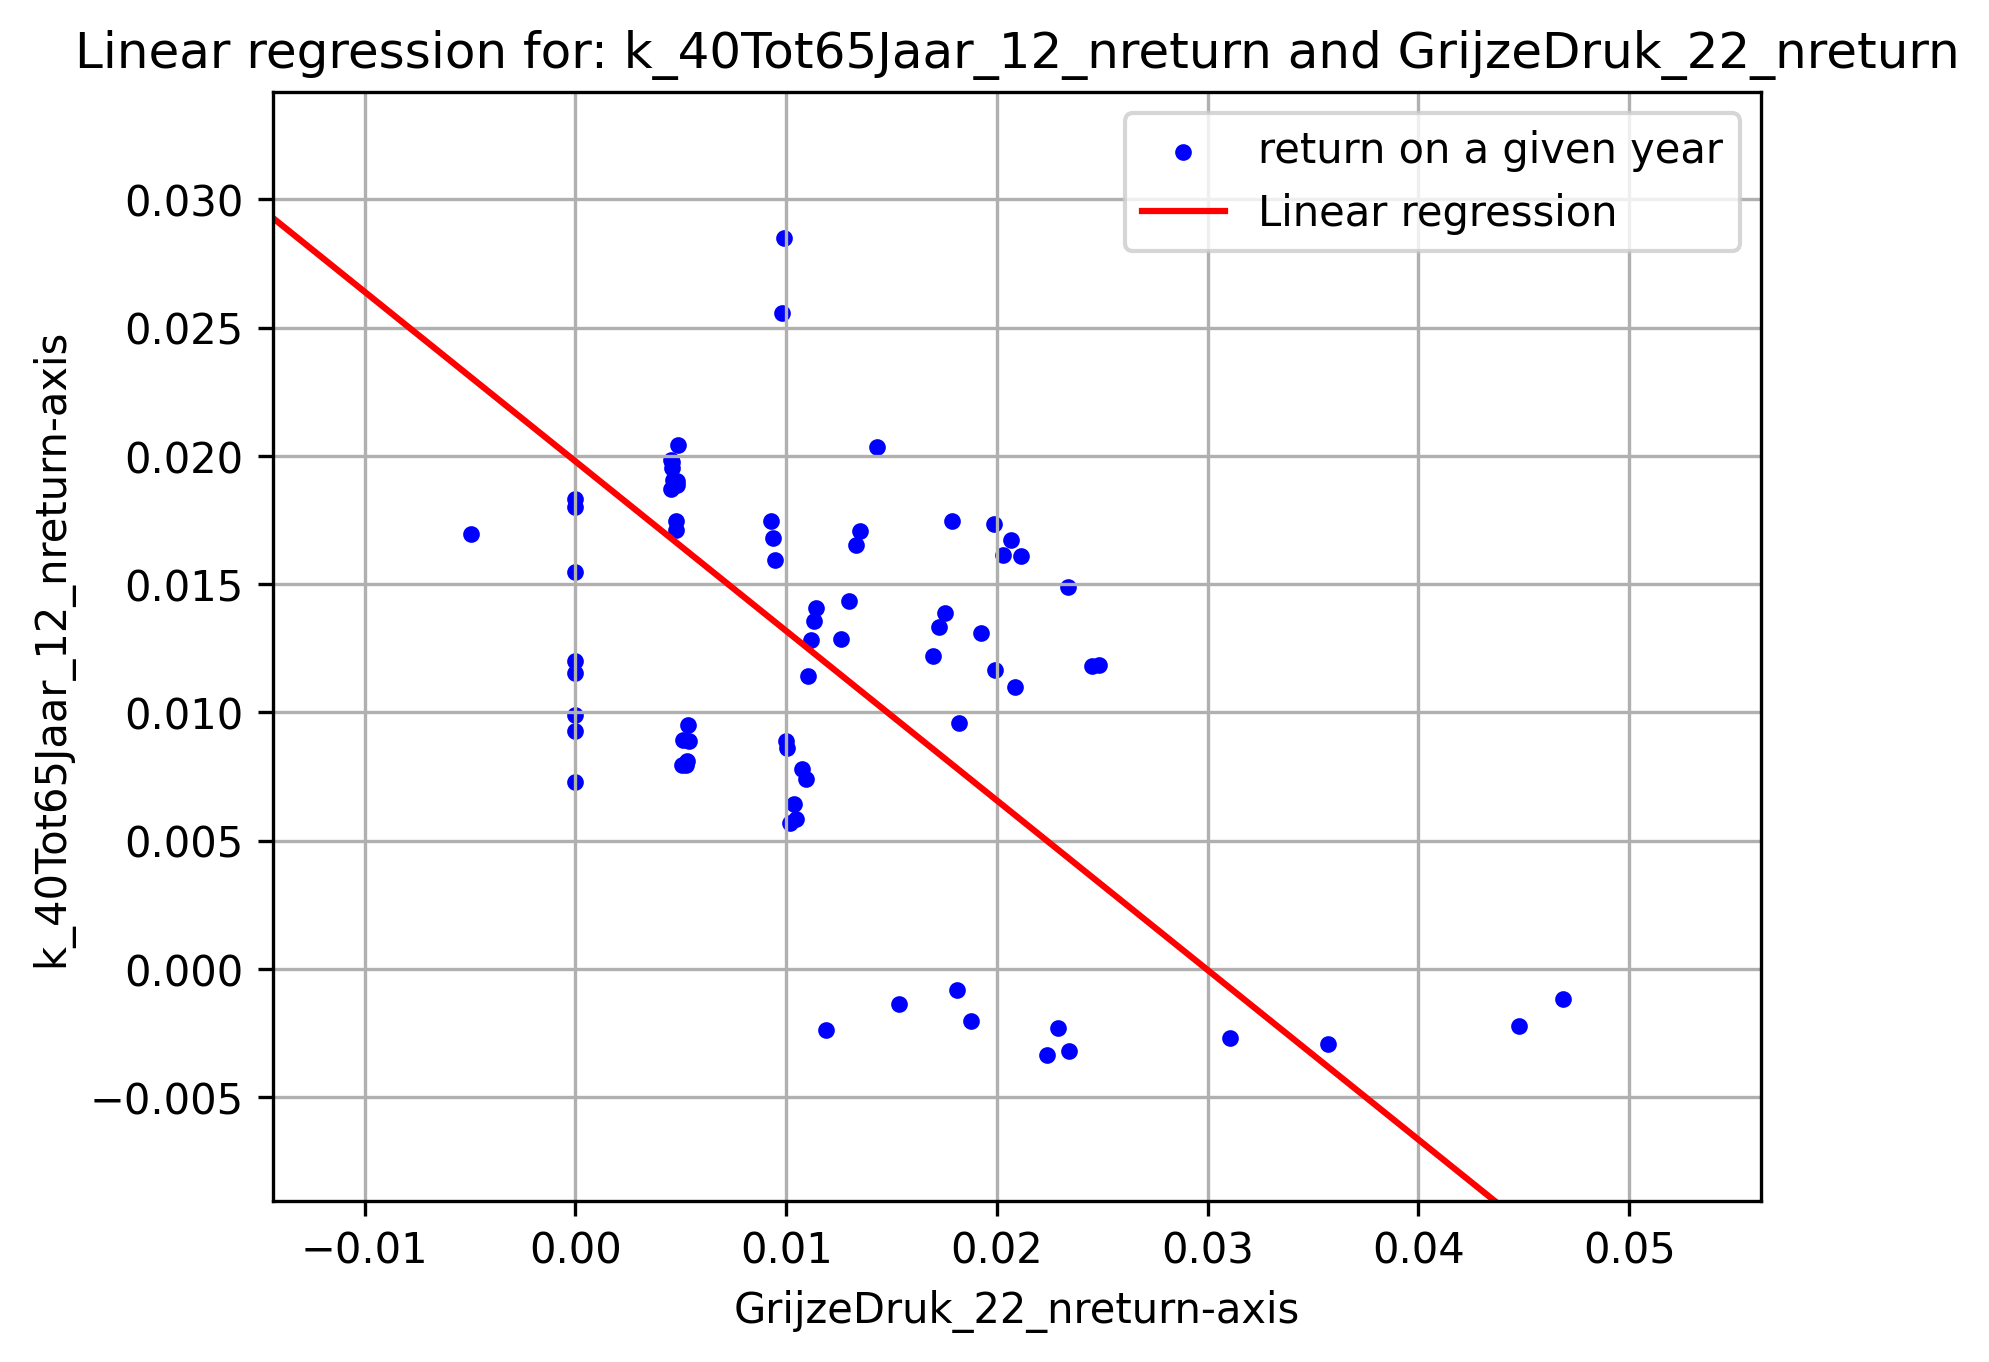 Linear regression for: k_40Tot65Jaar_12_nreturn and GrijzeDruk_22_nreturn
return on a given year
Linear regression
k_40Tot65Jaar_12_nreturn-axis
0.030
0.025
0.020
0.015
0.010
0.005
0.000
−0.005
−0.01 0.00 0.01 0.02 0.03 0.04 0.05
GrijzeDruk_22_nreturn-axis